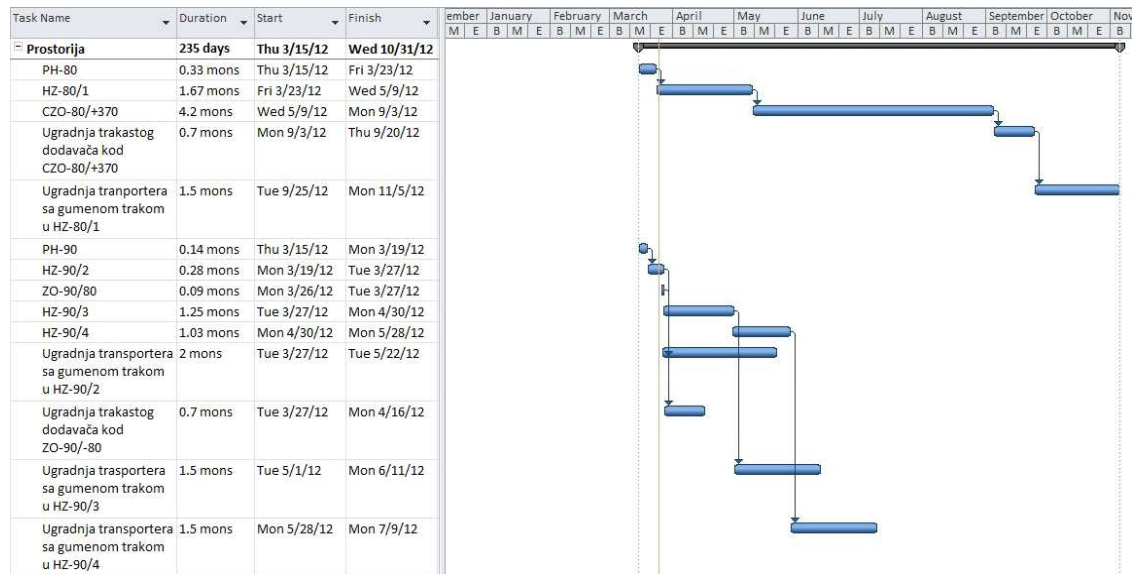 Task Name Duration Start Finish ember January February March April May June July August September October Nov
M E B M E B M E B M E B M E B M E B M E B M E B M E B M E B M E B
Prostorija 235 days Thu 3/15/12 Wed 10/31/12
PH-80 0.33 mons Thu 3/15/12 Fri 3/23/12
HZ-80/1 1.67 mons Fri 3/23/12 Wed 5/9/12
CZO-80/+370 4.2 mons Wed 5/9/12 Mon 9/3/12
Ugradnja trakastog 0.7 mons Mon 9/3/12 Thu 9/20/12
dodavača kod
CZO-80/+370
Ugradnja tranportera 1.5 mons Tue 9/25/12 Mon 11/5/12
sa gumenom trakom
u HZ-80/1
PH-90 0.14 mons Thu 3/15/12 Mon 3/19/12
HZ-90/2 0.28 mons Mon 3/19/12 Tue 3/27/12
ZO-90/80 0.09 mons Mon 3/26/12 Tue 3/27/12
HZ-90/3 1.25 mons Tue 3/27/12 Mon 4/30/12
HZ-90/4 1.03 mons Mon 4/30/12 Mon 5/28/12
Ugradnja transportera 2 mons Tue 3/27/12 Tue 5/22/12
sa gumenom trakom
u HZ-90/2
Ugradnja trakastog 0.7 mons Tue 3/27/12 Mon 4/16/12
dodavača kod
ZO-90/-80
Ugradnja trasportera 1.5 mons Tue 5/1/12 Mon 6/11/12
sa gumenom trakom
u HZ-90/3
Ugradnja transportera 1.5 mons Mon 5/28/12 Mon 7/9/12
sa gumenom trakom
u HZ-90/4